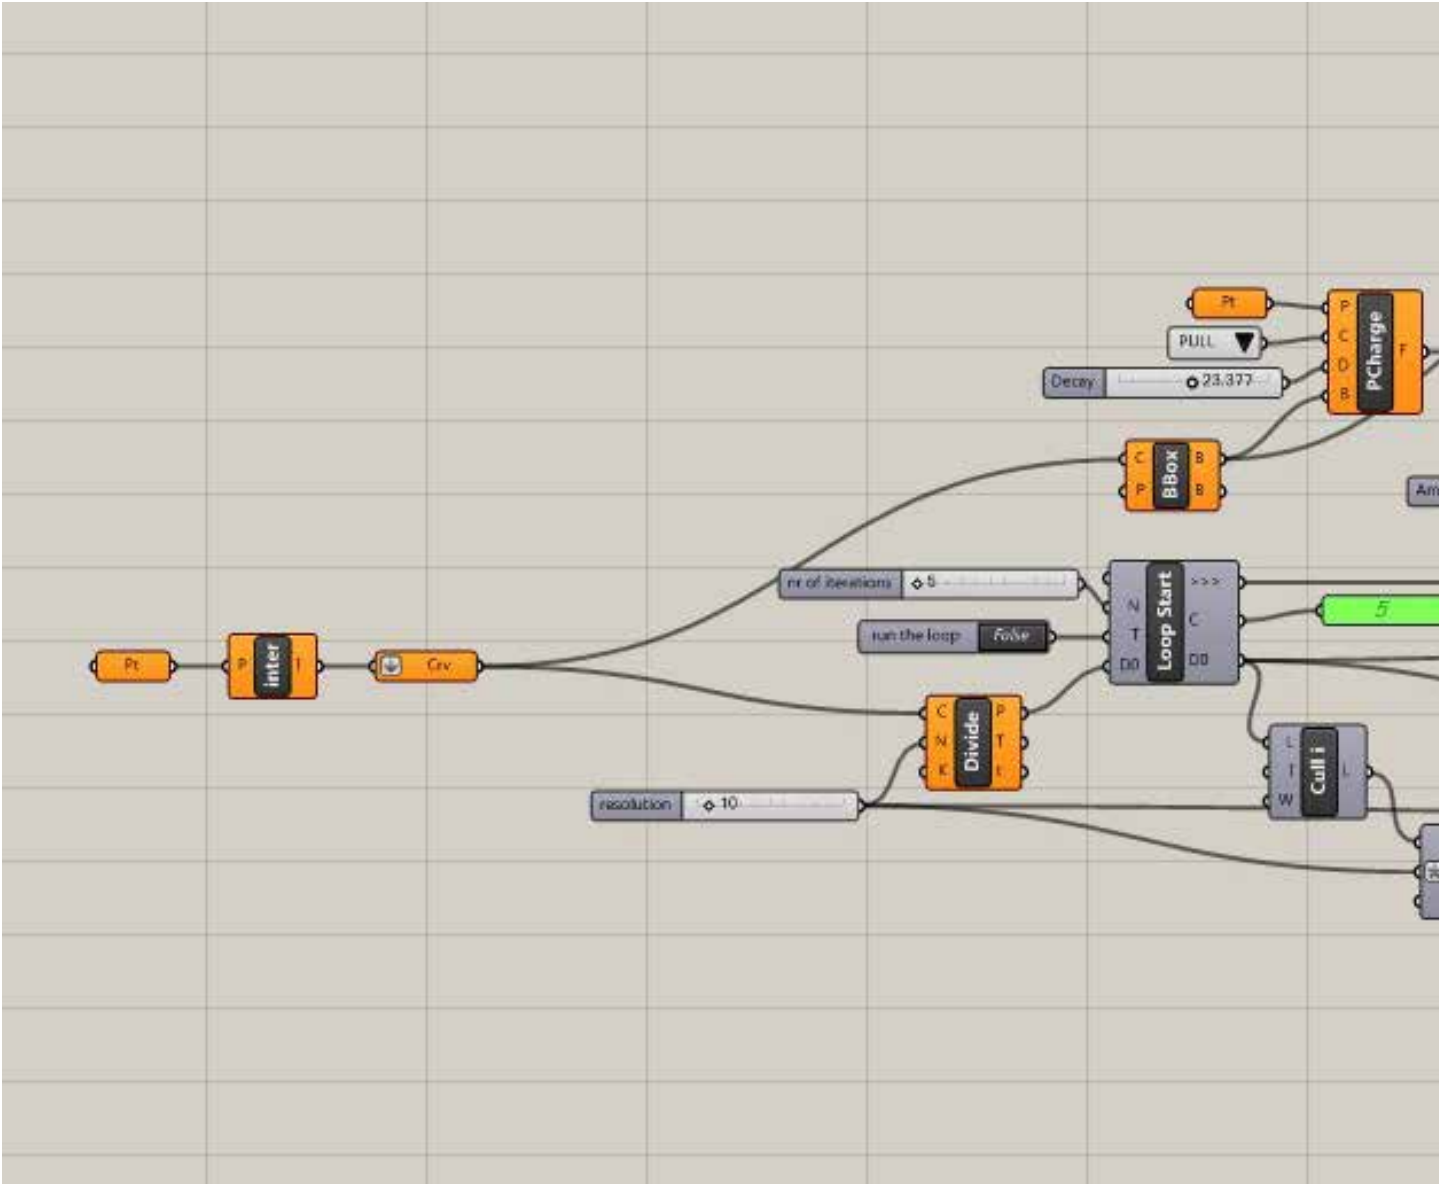 Pt
P
C
D
B
PCharge
F
PULL
Decay
23.377
C
P
BBox
B
B
Am
nr of iterations
5
N
T
D0
Loop Start
>>>
C
D0
5
run the loop
False
Pt
P
inter
I
Crv
C
N
K
Divide
P
T
t
L
I
W
Cull i
L
resolution
10